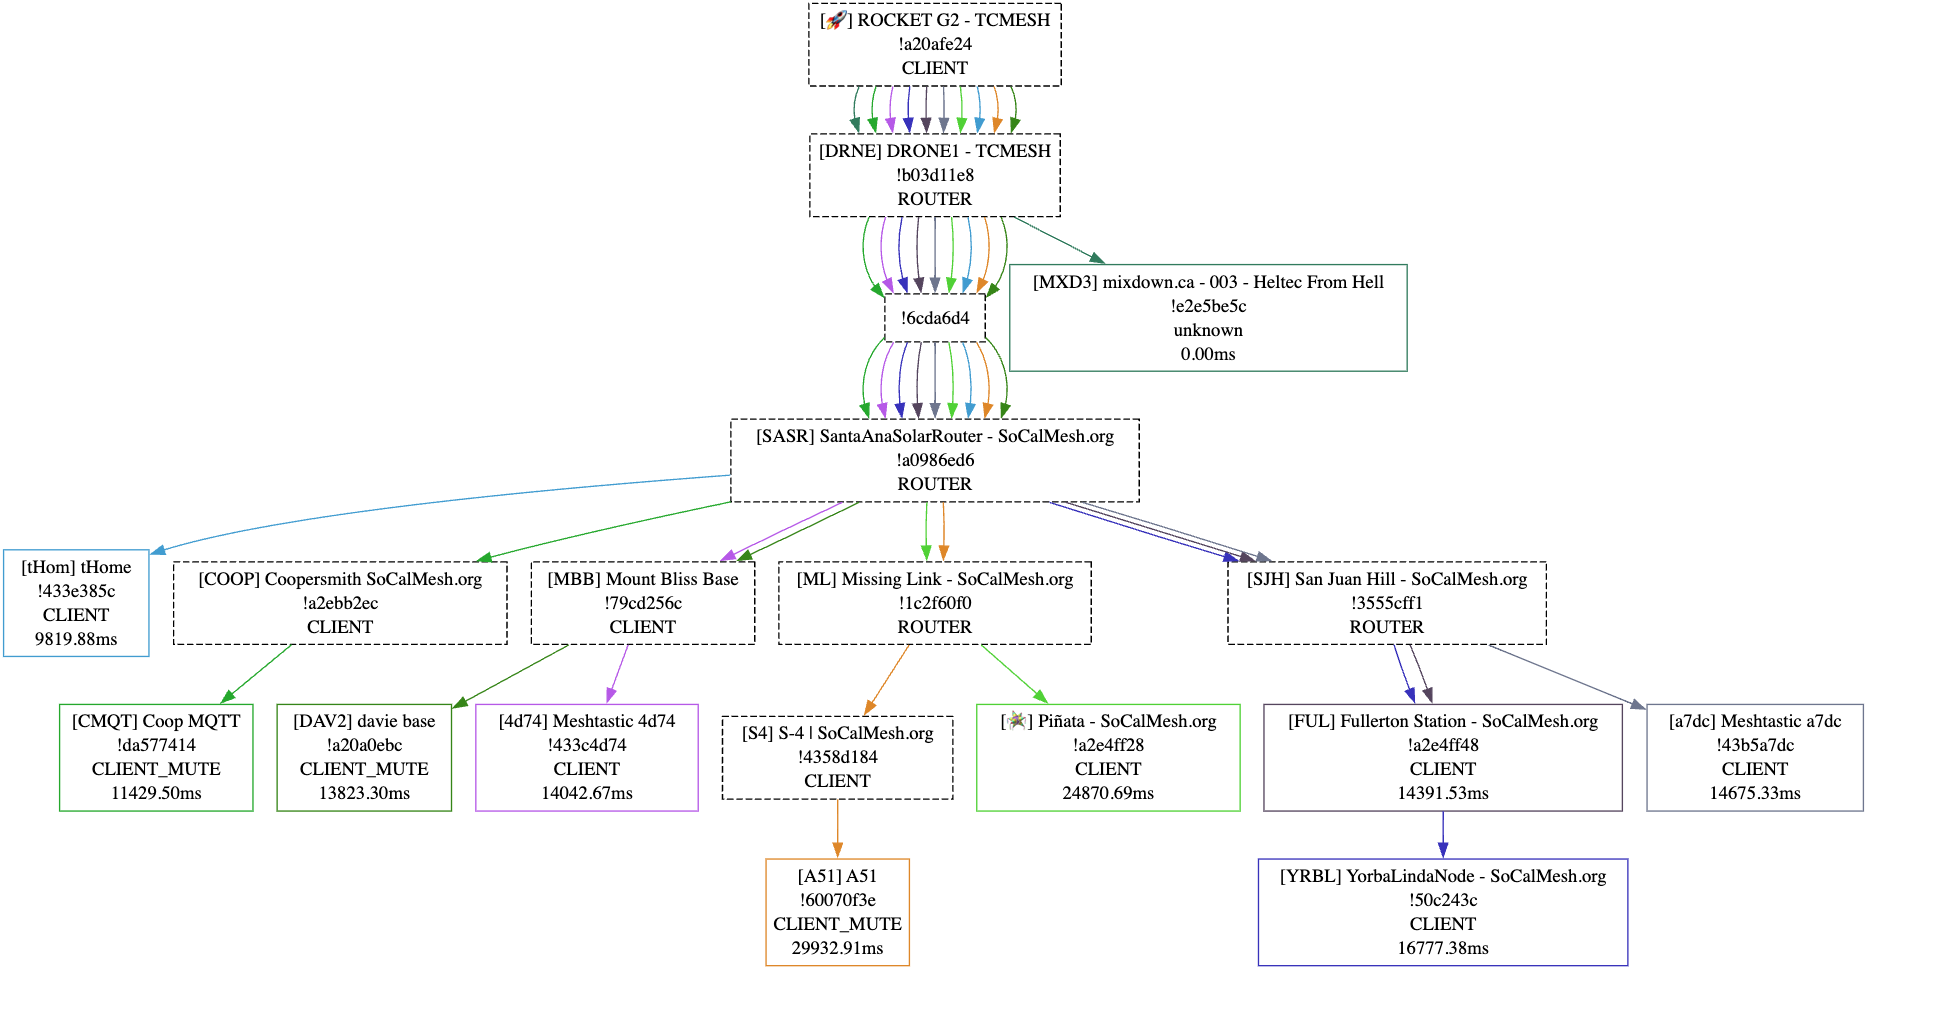 [🚀] ROCKET G2 - TCMESH
!a20afe24
CLIENT
[DRNE] DRONE1 - TCMESH
!b03d11e8
ROUTER
[MXD3] mixdown.ca - 003 - Heltec From Hell
!e2e5be5c
unknown
0.00ms
!6cda6d4
[SASR] SantaAnaSolarRouter - SoCalMesh.org
!a0986ed6
ROUTER
[tHom] tHome
!433e385c
CLIENT
9819.88ms
[COOP] Coopersmith SoCalMesh.org
!a2ebb2ec
CLIENT
[MBB] Mount Bliss Base
!79cd256c
CLIENT
[ML] Missing Link - SoCalMesh.org
!1c2f60f0
ROUTER
[SJH] San Juan Hill - SoCalMesh.org
!3555cff1
ROUTER
[CMQT] Coop MQTT
!da577414
CLIENT_MUTE
11429.50ms
[DAV2] davie base
!a20a0ebc
CLIENT_MUTE
13823.30ms
[4d74] Meshtastic 4d74
!433c4d74
CLIENT
14042.67ms
[S4] S-4 | SoCalMesh.org
!4358d184
CLIENT
[🪅] Piñata - SoCalMesh.org
!a2e4ff28
CLIENT
24870.69ms
[FUL] Fullerton Station - SoCalMesh.org
!a2e4ff48
CLIENT
14391.53ms
[a7dc] Meshtastic a7dc
!43b5a7dc
CLIENT
14675.33ms
[A51] A51
!60070f3e
CLIENT_MUTE
29932.91ms
[YRBL] YorbaLindaNode - SoCalMesh.org
!50c243c
CLIENT
16777.38ms